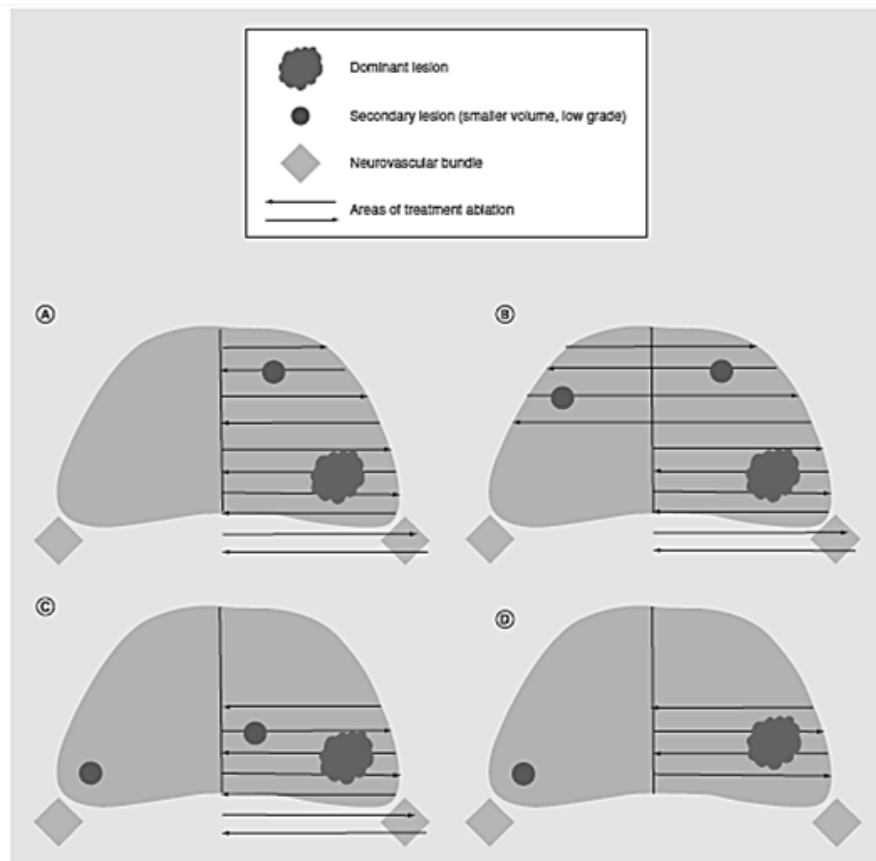 Dominant lesion
Secondary lesion (smaller volume, low grade)
Neurovascular bundle
Areas of treatment ablation
A
B
C
D